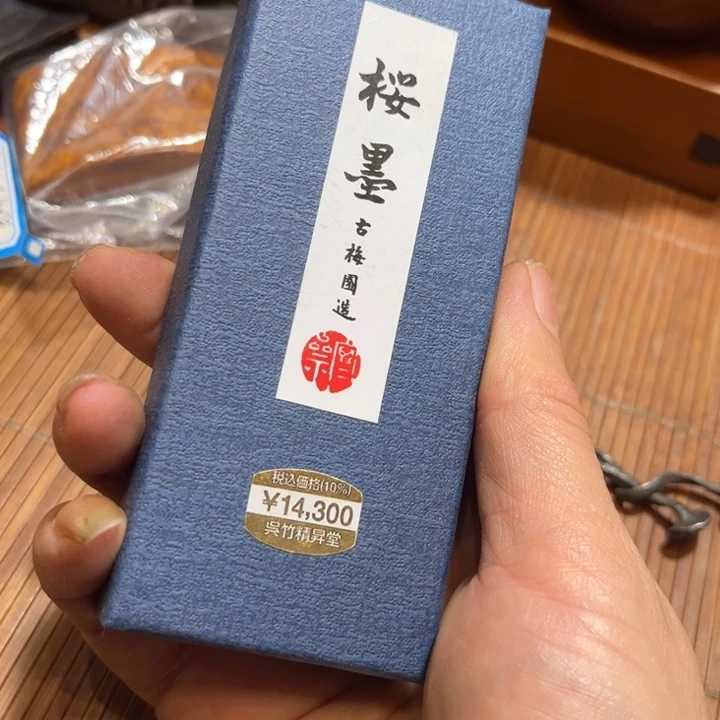 桜墨
古梅園造
税込価格(10%)
¥14,300
呉竹精昇堂